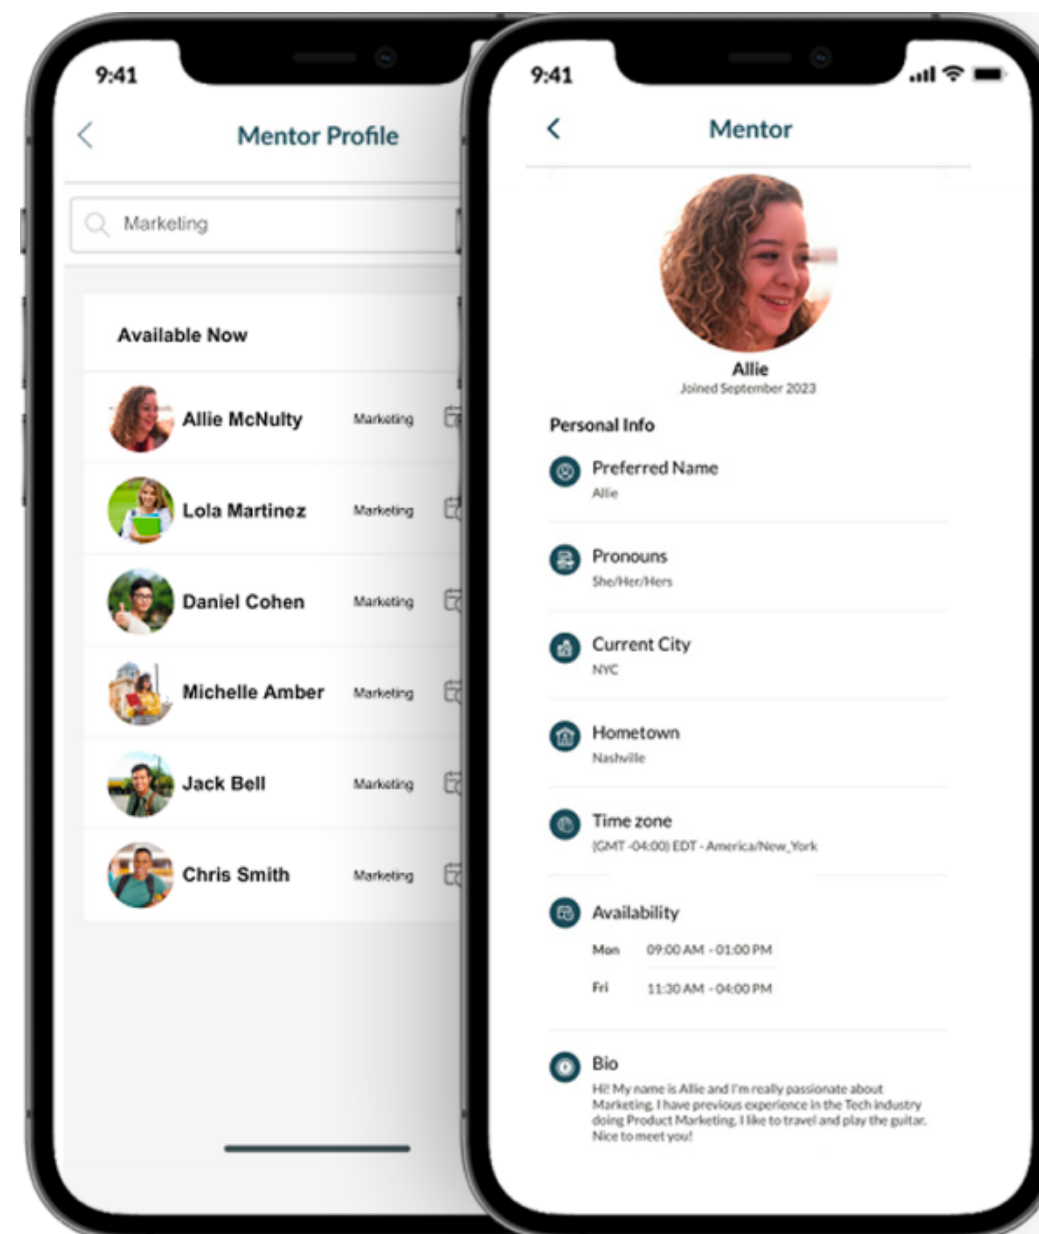 9:41
Mentor Profile
Marketing
Available Now
Allie McNulty Marketing
Lola Martinez Marketing
Daniel Cohen Marketing
Michelle Amber Marketing
Jack Bell Marketing
Chris Smith Marketing
9:41
Mentor
Allie
Joined September 2023
Personal Info
Preferred Name
Allie
Pronouns
She/Her/Hers
Current City
NYC
Hometown
Nashville
Time zone
(GMT -04:00) EDT - America/New_York
Availability
Mon 09:00 AM - 01:00 PM
Fri 11:30 AM - 04:00 PM
Bio
Hi! My name is Allie and I'm really passionate about
Marketing. I have previous experience in the Tech industry
doing Product Marketing. I like to travel and play the guitar.
Nice to meet you!